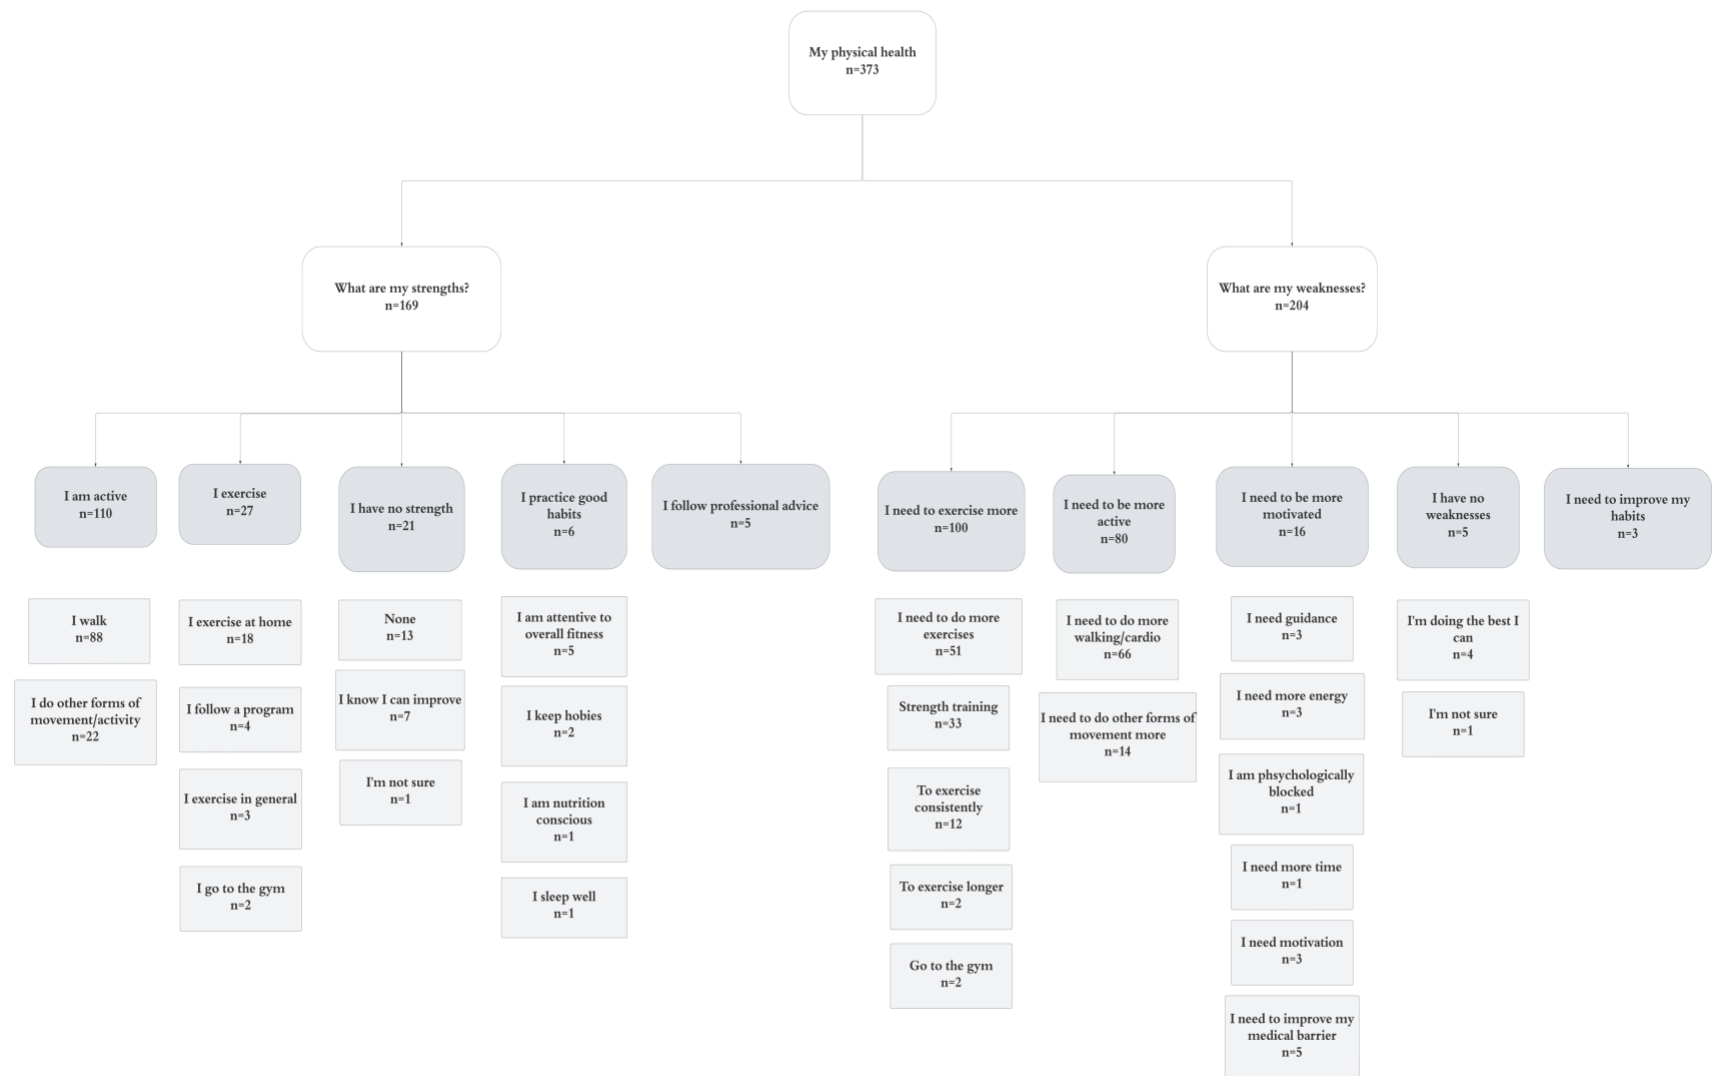 My physical health
n=373
What are my strengths?
n=169
What are my weaknesses?
n=204
I am active
n=110
I exercise
n=27
I have no strength
n=21
I practice good
habits
n=6
I follow professional advice
n=5
I need to exercise more
n=100
I need to be more
active
n=80
I need to be more
motivated
n=16
I have no
weaknesses
n=5
I need to improve my
habits
n=3
I walk
n=88
I do other forms of
movement/activity
n=22
I exercise at home
n=18
I follow a program
n=4
I exercise in general
n=3
I go to the gym
n=2
None
n=13
I know I can improve
n=7
I'm not sure
n=1
I am attentive to
overall fitness
n=5
I keep hobies
n=2
I am nutrition
conscious
n=1
I sleep well
n=1
I need to do more
exercises
n=51
Strength training
n=33
To exercise
consistently
n=12
To exercise longer
n=2
Go to the gym
n=2
I need to do more
walking/cardio
n=66
I need to do other forms of
movement more
n=14
I need guidance
n=3
I need more energy
n=3
I am phsychologically
blocked
n=1
I need more time
n=1
I need motivation
n=3
I need to improve my
medical barrier
n=5
I'm doing the best I
can
n=4
I'm not sure
n=1